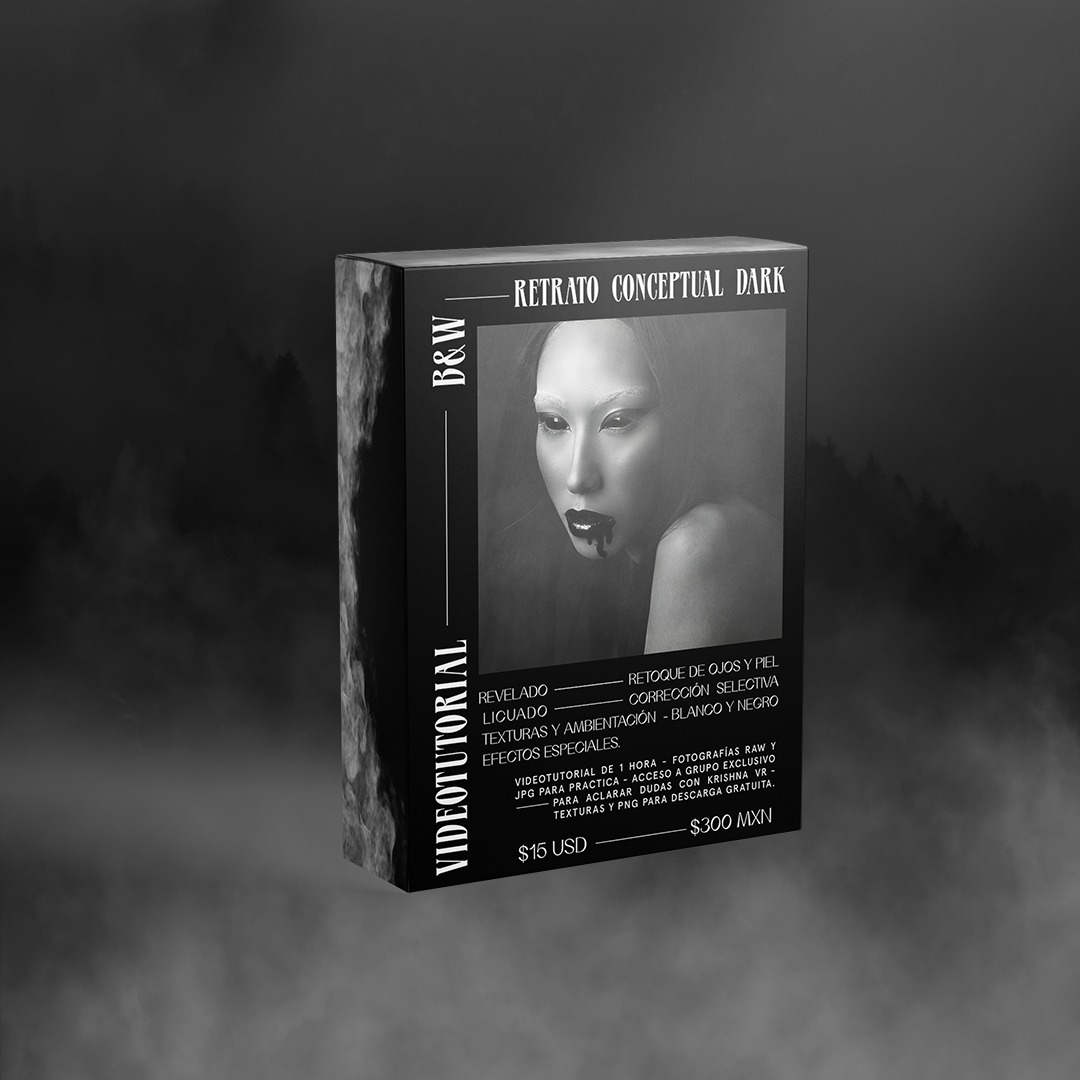 RETRATO CONCEPTUAL DARK
B&W
VIDEOTUTORIAL
REVELADO RETOQUE DE OJOS Y PIEL
LICUADO CORRECCIÓN SELECTIVA
TEXTURAS Y AMBIENTACIÓN - BLANCO Y NEGRO
EFECTOS ESPECIALES.
VIDEOTUTORIAL DE 1 HORA - FOTOGRAFÍAS RAW Y
JPG PARA PRACTICA - ACCESO A GRUPO EXCLUSIVO
PARA ACLARAR DUDAS CON KRISHNA VR -
TEXTURAS Y PNG PARA DESCARGA GRATUITA.
$15 USD $300 MXN